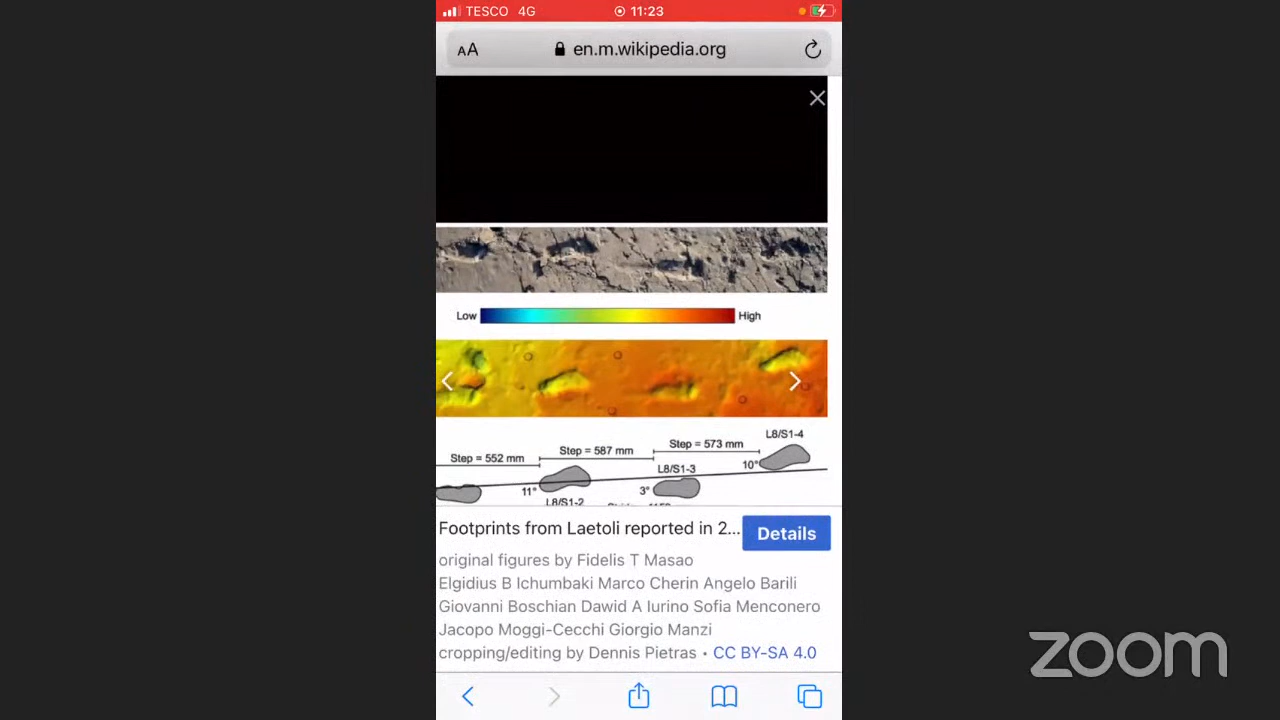 TESCO 4G 11:23
AA en.m.wikipedia.org
Low High
L8/S1-4
Step = 573 mm
Step = 587 mm
Step = 552 mm
L8/S1-3
10°
11° 3°
L8/S1-2
Footprints from Laetoli reported in 2... Details
original figures by Fidelis T Masao
Elgidius B Ichumbaki Marco Cherin Angelo Barili
Giovanni Boschian Dawid A Iurino Sofia Menconero
Jacopo Moggi-Cecchi Giorgio Manzi
cropping/editing by Dennis Pietras • CC BY-SA 4.0
zoom